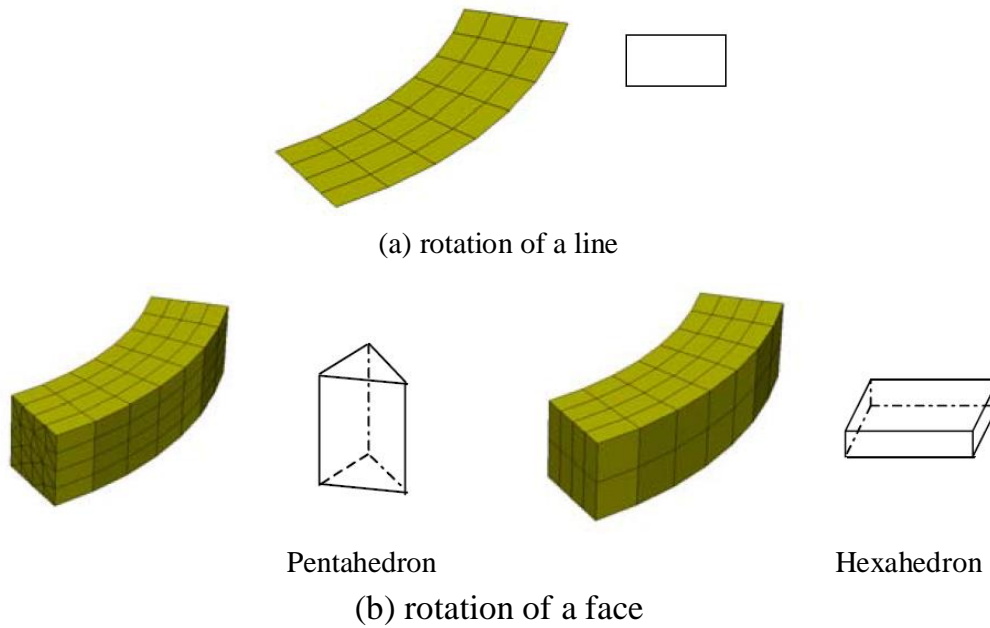 (a) rotation of a line
Pentahedron
Hexahedron
(b) rotation of a face